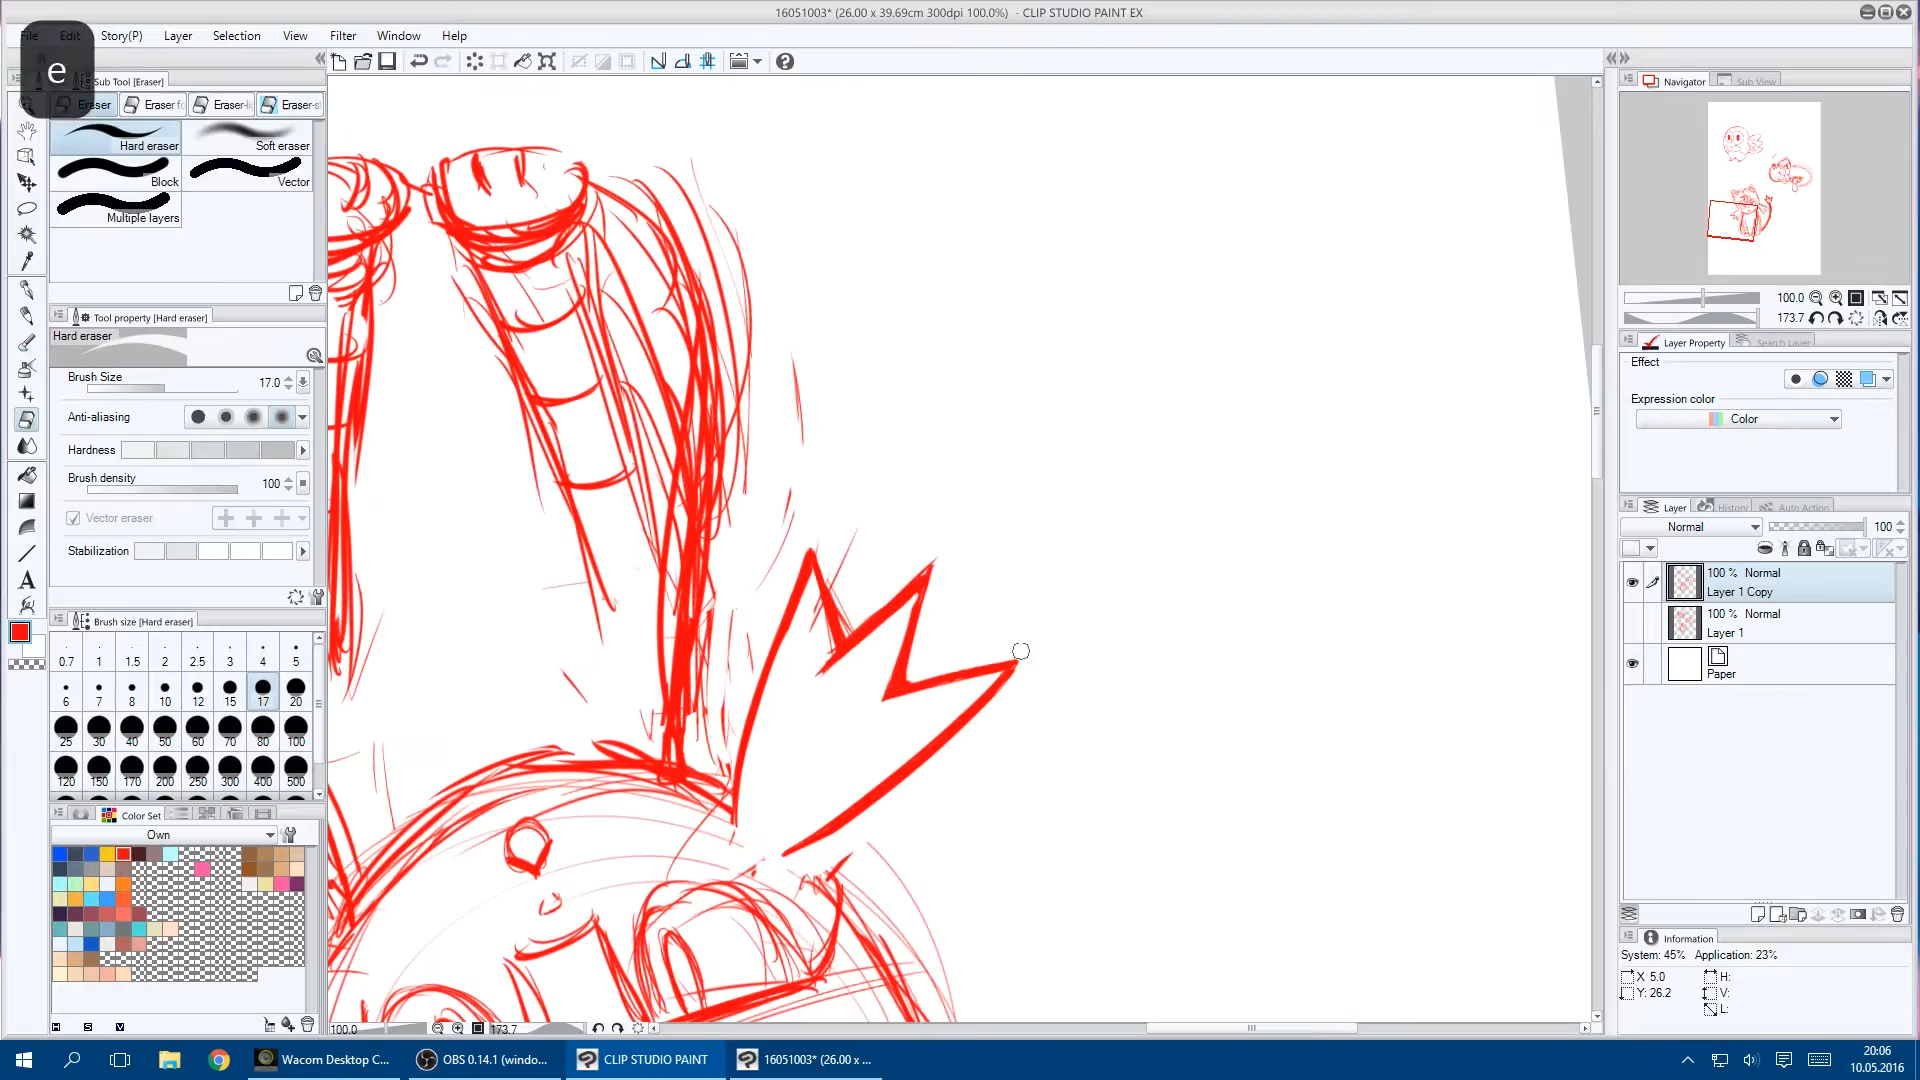 16051003* (26.00 x 39.69cm 300dpi 100.0%) - CLIP STUDIO PAINT EX
File Edit Story(P) Layer Selection View Filter Window Help
e
Sub Tool [Eraser]
Eraser Eraser fo Eraser-li Eraser-s
Hard eraser Soft eraser
Block Vector
Multiple layers
Tool property [Hard eraser]
Hard eraser
Brush Size 17.0
Anti-aliasing
Hardness
Brush density 100
Vector eraser
Stabilization
Brush size [Hard eraser]
0.7 1 1.5 2 2.5 3 4 5
6 7 8 10 12 15 17 20
25 30 40 50 60 70 80 100
120 150 170 200 250 300 400 500
Color Set
Own
H S V
A
100.0 173.7
Navigator Sub View
100.0
173.7
Layer Property Search Layer
Effect
Expression color
Color
Layer History Auto Action
Normal 100
100 % Normal
Layer 1 Copy
100 % Normal
Layer 1
Paper
Information
System: 45% Application: 23%
X 5.0 H:
Y: 26.2 V:
L:
Wacom Desktop C... OBS 0.14.1 (windo... CLIP STUDIO PAINT 16051003* (26.00 x ...
20:06
10.05.2016